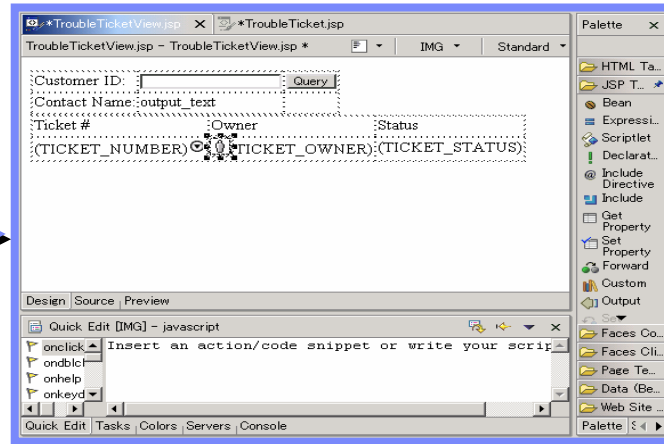 *TroubleTicketView.jsp
*TroubleTicket.jsp
TroubleTicketView.jsp - TroubleTicketView.jsp *
IMG
Standard
Customer ID:
Query
Contact Name:
output_text
Ticket #
Owner
Status
(TICKET_NUMBER)
TICKET_OWNER)
(TICKET_STATUS)
Design
Source
Preview
Quick Edit [IMG] - javascript
onclick
Insert an action/code snippet or write your scrip
ondblcl
onhelp
onkeyd
Quick Edit
Tasks
Colors
Servers
Console
Palette
HTML Ta...
JSP T...
Bean
Expressi...
Scriptlet
Declarat...
Include
Directive
Include
Get
Property
Set
Property
Forward
Custom
Output
Faces Co...
Faces Cli...
Page Te...
Data (Be...
Web Site ...
Palette